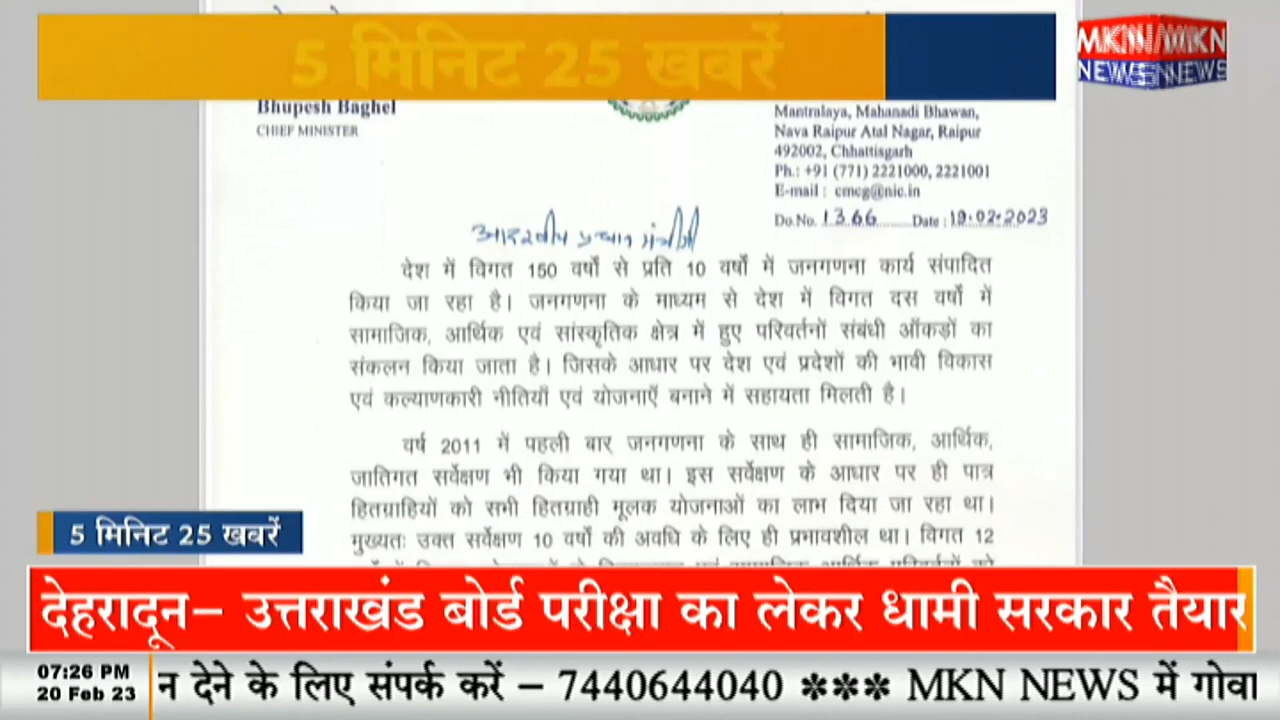 5 मिनिट 25 खबरें
MKN MKN
NEWS NEWS
Bhupesh Baghel
CHIEF MINISTER
Mantralaya, Mahanadi Bhawan,
Nava Raipur Atal Nagar, Raipur
492002, Chhattisgarh
Ph.: +91 (771) 2221000, 2221001
E-mail : cmcg@nic.in
Do.No. 1366 Date : 19.02.2023
आदरणीय प्रधान मंत्रीजी
देश में विगत 150 वर्षों से प्रति 10 वर्षों में जनगणना कार्य संपादित
किया जा रहा है। जनगणना के माध्यम से देश में विगत दस वर्षों में
सामाजिक, आर्थिक एवं सांस्कृतिक क्षेत्र में हुए परिवर्तनों संबंधी ऑंकड़ों का
संकलन किया जाता है। जिसके आधार पर देश एवं प्रदेशों की भावी विकास
एवं कल्याणकारी नीतियाँ एवं योजनाऍं बनाने में सहायता मिलती है।
वर्ष 2011 में पहली बार जनगणना के साथ ही सामाजिक, आर्थिक,
जातिगत सर्वेक्षण भी किया गया था। इस सर्वेक्षण के आधार पर ही पात्र
हितग्राहियों को सभी हितग्राही मूलक योजनाओं का लाभ दिया जा रहा था।
मुख्यतः उक्त सर्वेक्षण 10 वर्षों की अवधि के लिए ही प्रभावशील था। विगत 12
5 मिनिट 25 खबरें
देहरादून– उत्तराखंड बोर्ड परीक्षा का लेकर धामी सरकार तैयार
07:26 PM
20 Feb 23
न देने के लिए संपर्क करें – 7440644040 ✽✽✽ MKN NEWS में गोवा